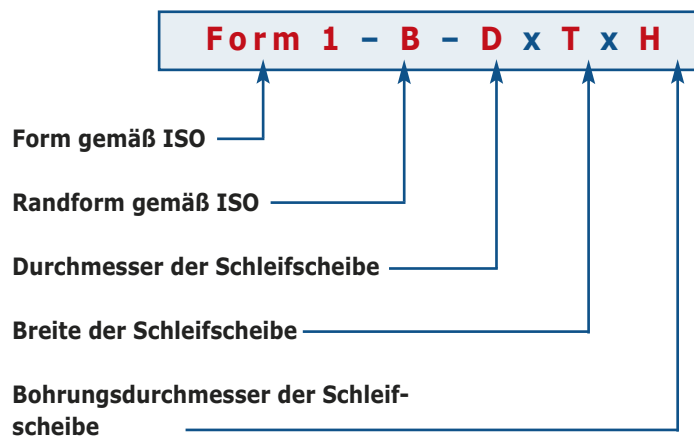 Form 1 – B – D x T x H
Form gemäß ISO
Randform gemäß ISO
Durchmesser der Schleifscheibe
Breite der Schleifscheibe
Bohrungsdurchmesser der Schleif-
scheibe